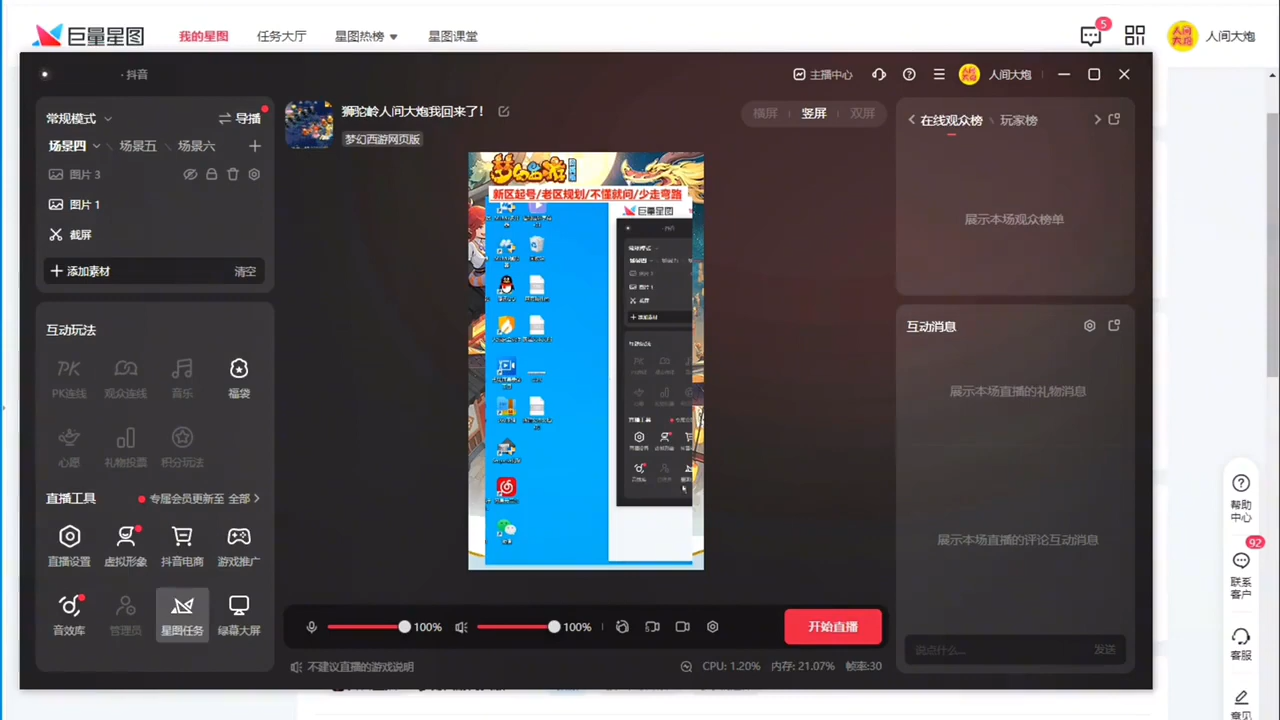 巨量星图
我的星图
任务大厅
星图热榜
星图课堂
5
人间大炮
· 抖音
主播中心
人间大炮
常规模式
导播
场景四
场景五
场景六
图片 3
图片 1
截屏
添加素材
清空
互动玩法
PK连线
观众连线
音乐
福袋
心愿
礼物投票
积分玩法
直播工具
专属会员更新至 全部
直播设置
虚拟形象
抖音电商
游戏推广
音效库
管理员
星图任务
绿幕大屏
狮驼岭人间大炮我回来了!
梦幻西游网页版
横屏
竖屏
双屏
梦幻西游
新区起号/老区规划/不懂就问/少走弯路
巨量星图
100%
100%
开始直播
不建议直播的游戏说明
CPU: 1.20%
内存: 21.07%
帧率:30
在线观众榜
玩家榜
展示本场观众榜单
互动消息
展示本场直播的礼物消息
展示本场直播的评论互动消息
说点什么...
发送
帮助
中心
92
联系
客户
客服
意见